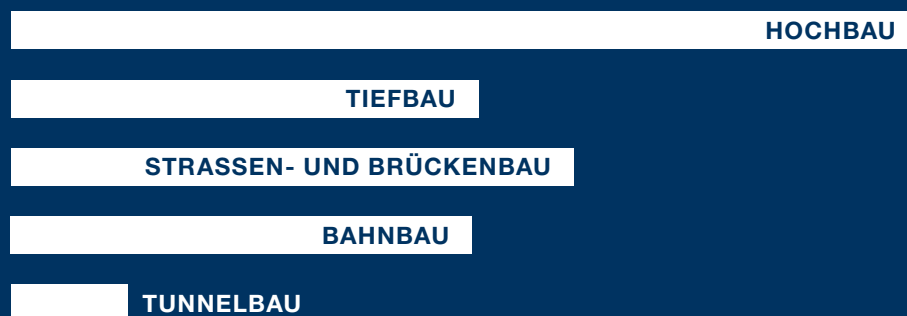 HOCHBAU
TIEFBAU
STRASSEN- UND BRÜCKENBAU
BAHNBAU
TUNNELBAU